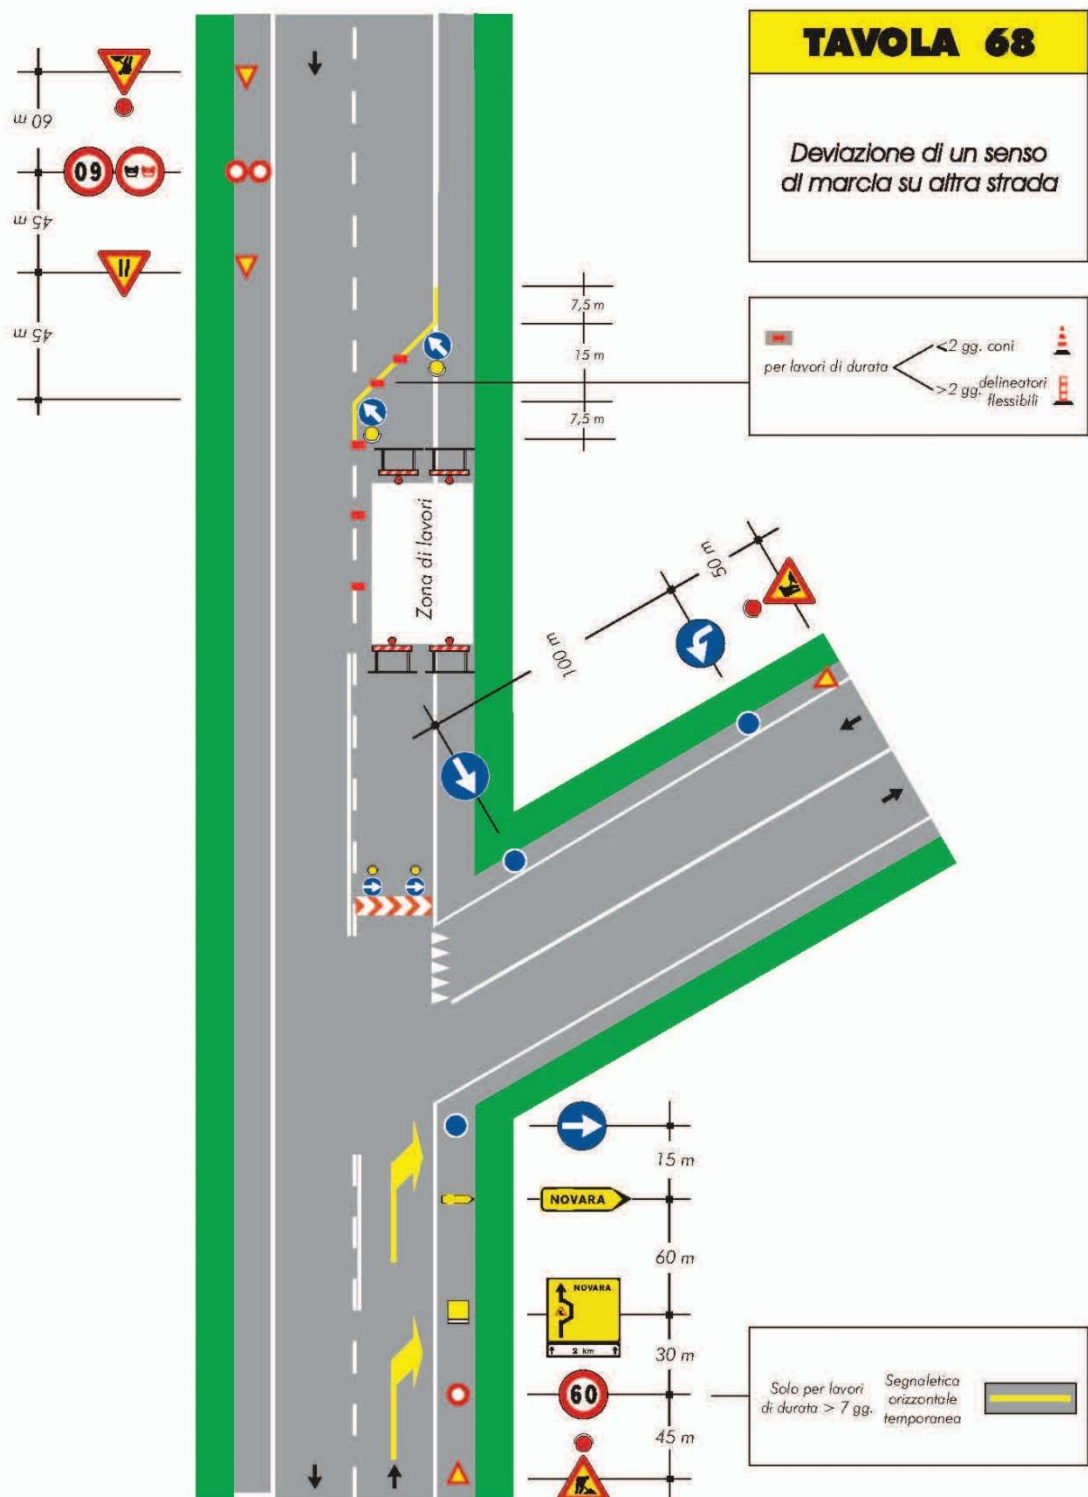 TAVOLA 68
Deviazione di un senso
di marcia su altra strada
60 m
60
45 m
45 m
7,5 m
15 m
7,5 m
per lavori di durata
<2 gg. coni
>2 gg. delineatori
flessibili
Zona di lavori
50 m
100 m
15 m
NOVARA
60 m
NOVARA
2 km
30 m
60
45 m
Solo per lavori
di durata > 7 gg.
Segnaletica
orizzontale
temporanea